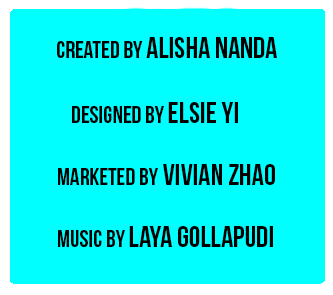 CREATED BY ALISHA NANDA
DESIGNED BY ELSIE YI
MARKETED BY VIVIAN ZHAO
MUSIC BY LAYA GOLLAPUDI